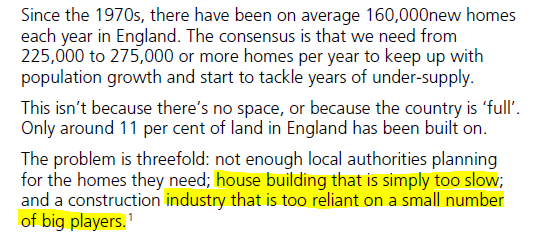 Since the 1970s, there have been on average 160,000new homes
each year in England. The consensus is that we need from
225,000 to 275,000 or more homes per year to keep up with
population growth and start to tackle years of under-supply.
This isn’t because there’s no space, or because the country is ‘full’.
Only around 11 per cent of land in England has been built on.
The problem is threefold: not enough local authorities planning
for the homes they need; house building that is simply too slow;
and a construction industry that is too reliant on a small number
of big players.¹